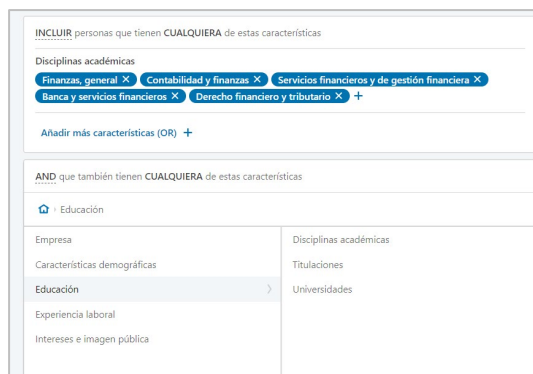 INCLUIR personas que tienen CUALQUIERA de estas características
Disciplinas académicas
Finanzas, general × Contabilidad y finanzas × Servicios financieros y de gestión financiera ×
Banca y servicios financieros × Derecho financiero y tributario × +
Añadir más características (OR) +
AND que también tienen CUALQUIERA de estas características
Educación
Empresa
Características demográficas
Educación
Experiencia laboral
Intereses e imagen pública
Disciplinas académicas
Titulaciones
Universidades